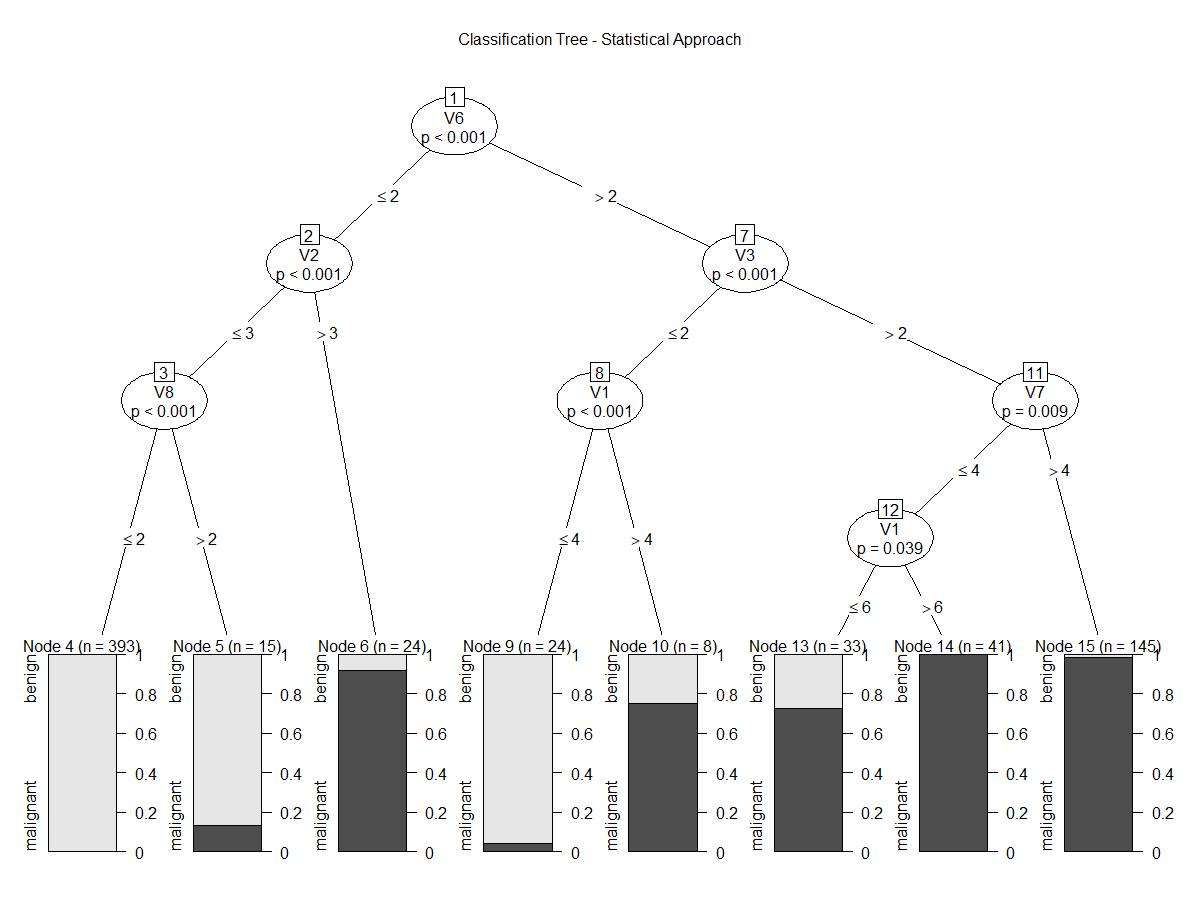 Classification Tree - Statistical Approach
1
V6
p < 0.001
≤ 2
> 2
2
V2
p < 0.001
7
V3
p < 0.001
≤ 3
> 3
≤ 2
> 2
3
V8
p < 0.001
8
V1
p < 0.001
11
V7
p = 0.009
≤ 4
> 4
12
V1
p = 0.039
≤ 2
> 2
≤ 4
> 4
≤ 6
> 6
Node 4 (n = 393)
benign
malignant
1
0.8
0.6
0.4
0.2
0
Node 5 (n = 15)
benign
malignant
1
0.8
0.6
0.4
0.2
0
Node 6 (n = 24)
benign
malignant
1
0.8
0.6
0.4
0.2
0
Node 9 (n = 24)
benign
malignant
1
0.8
0.6
0.4
0.2
0
Node 10 (n = 8)
benign
malignant
1
0.8
0.6
0.4
0.2
0
Node 13 (n = 33)
benign
malignant
1
0.8
0.6
0.4
0.2
0
Node 14 (n = 41)
benign
malignant
1
0.8
0.6
0.4
0.2
0
Node 15 (n = 145)
benign
malignant
1
0.8
0.6
0.4
0.2
0